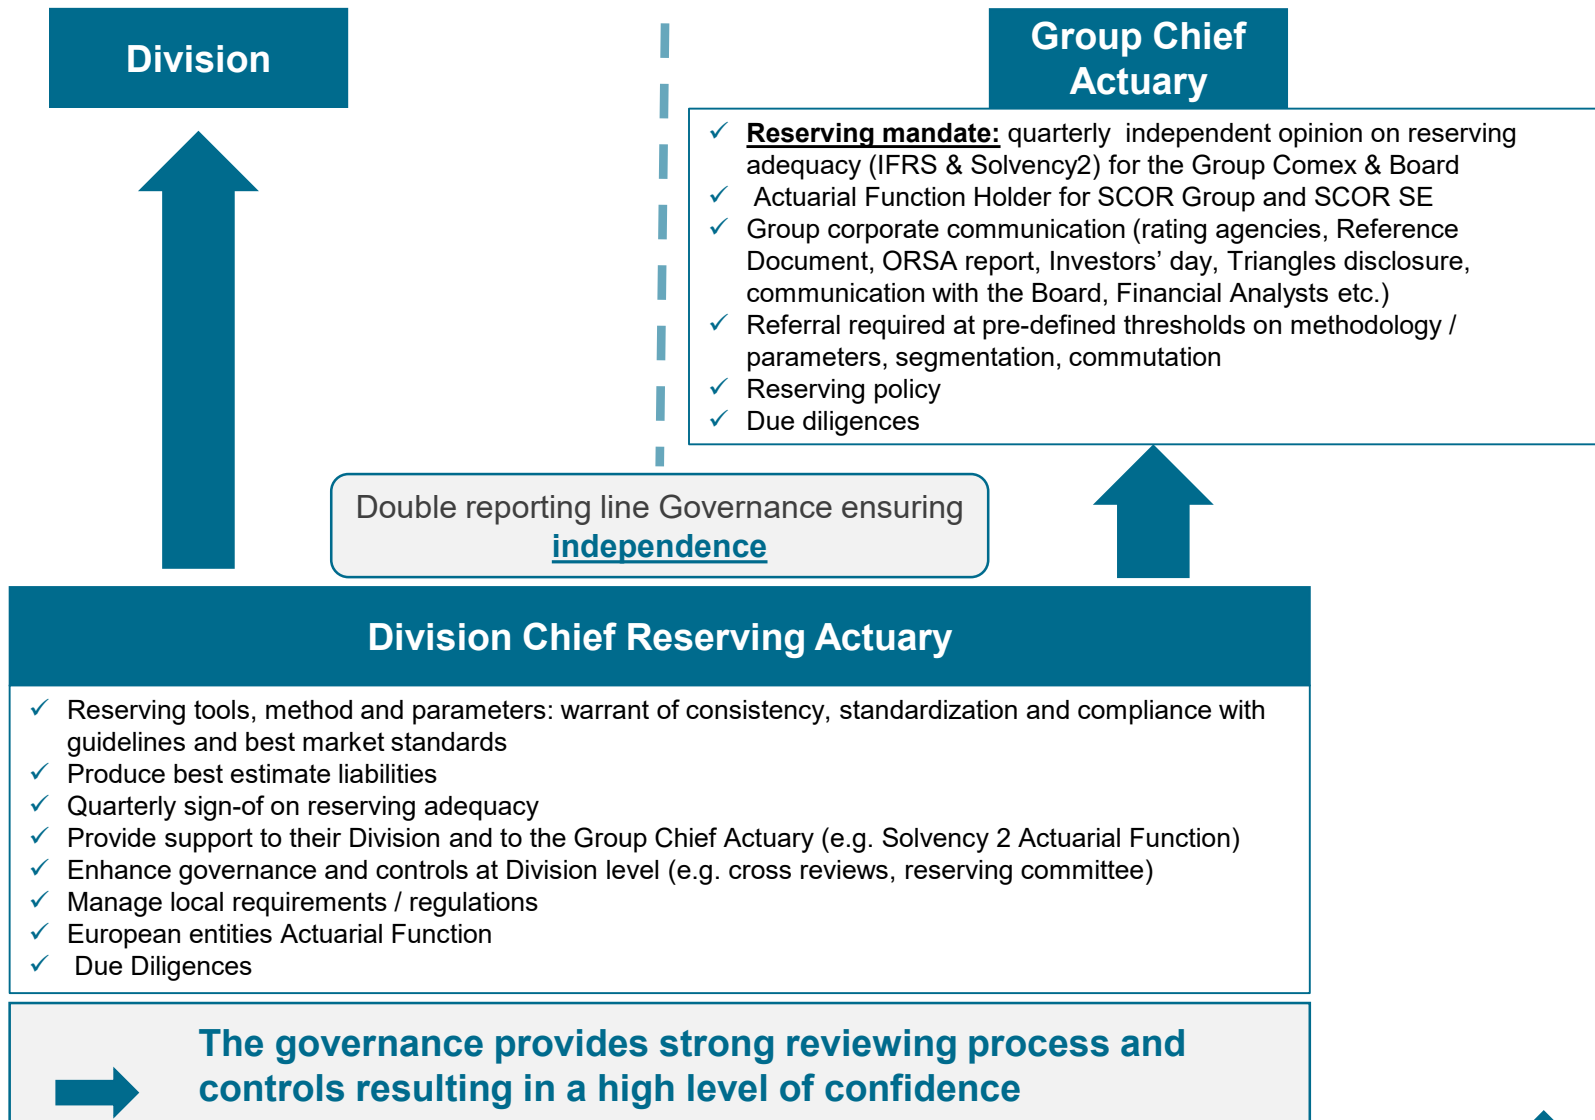 Division
Group Chief
Actuary
✓ Reserving mandate: quarterly independent opinion on reserving
adequacy (IFRS & Solvency2) for the Group Comex & Board
✓ Actuarial Function Holder for SCOR Group and SCOR SE
✓ Group corporate communication (rating agencies, Reference
Document, ORSA report, Investors’ day, Triangles disclosure,
communication with the Board, Financial Analysts etc.)
✓ Referral required at pre-defined thresholds on methodology /
parameters, segmentation, commutation
✓ Reserving policy
✓ Due diligences
Double reporting line Governance ensuring
independence
Division Chief Reserving Actuary
✓ Reserving tools, method and parameters: warrant of consistency, standardization and compliance with
guidelines and best market standards
✓ Produce best estimate liabilities
✓ Quarterly sign-of on reserving adequacy
✓ Provide support to their Division and to the Group Chief Actuary (e.g. Solvency 2 Actuarial Function)
✓ Enhance governance and controls at Division level (e.g. cross reviews, reserving committee)
✓ Manage local requirements / regulations
✓ European entities Actuarial Function
✓ Due Diligences
The governance provides strong reviewing process and
controls resulting in a high level of confidence